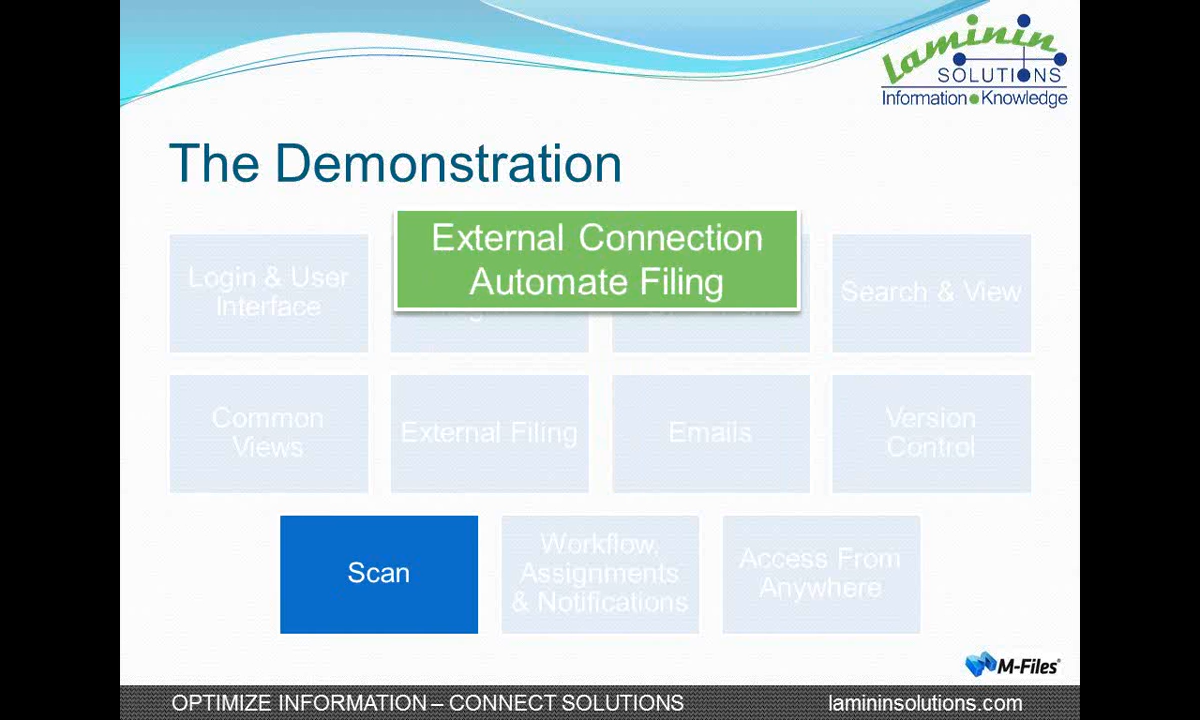 Laminin
SOLUTIONS
Information Knowledge
The Demonstration
External Connection
Automate Filing
Login & User
Interface
Search & View
Common
Views
External Filing
Emails
Version
Control
Scan
Workflow,
Assignments
& Notifications
Access From
Anywhere
M-Files®
OPTIMIZE INFORMATION – CONNECT SOLUTIONS
lamininsolutions.com